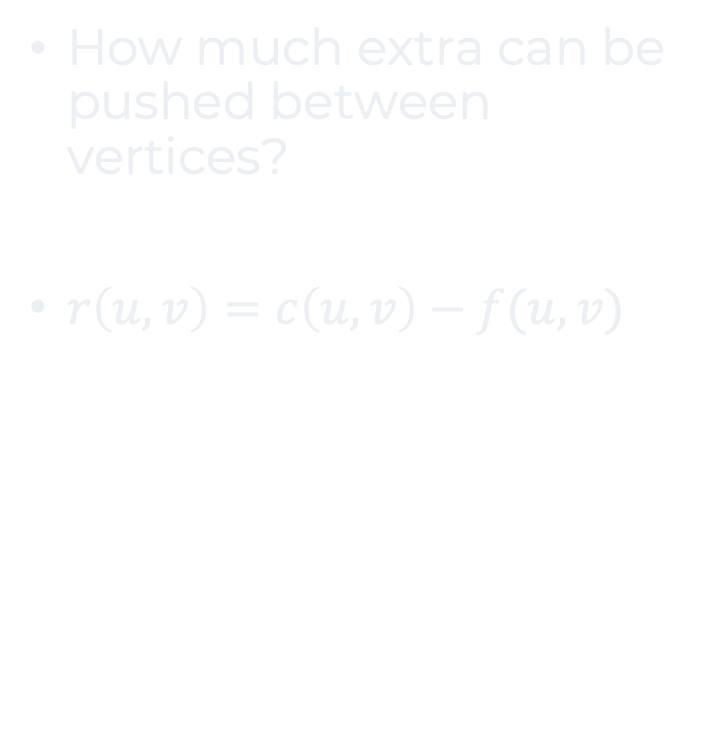 • How much extra can be
pushed between
vertices?
• r(u, v) = c(u, v) − f(u, v)